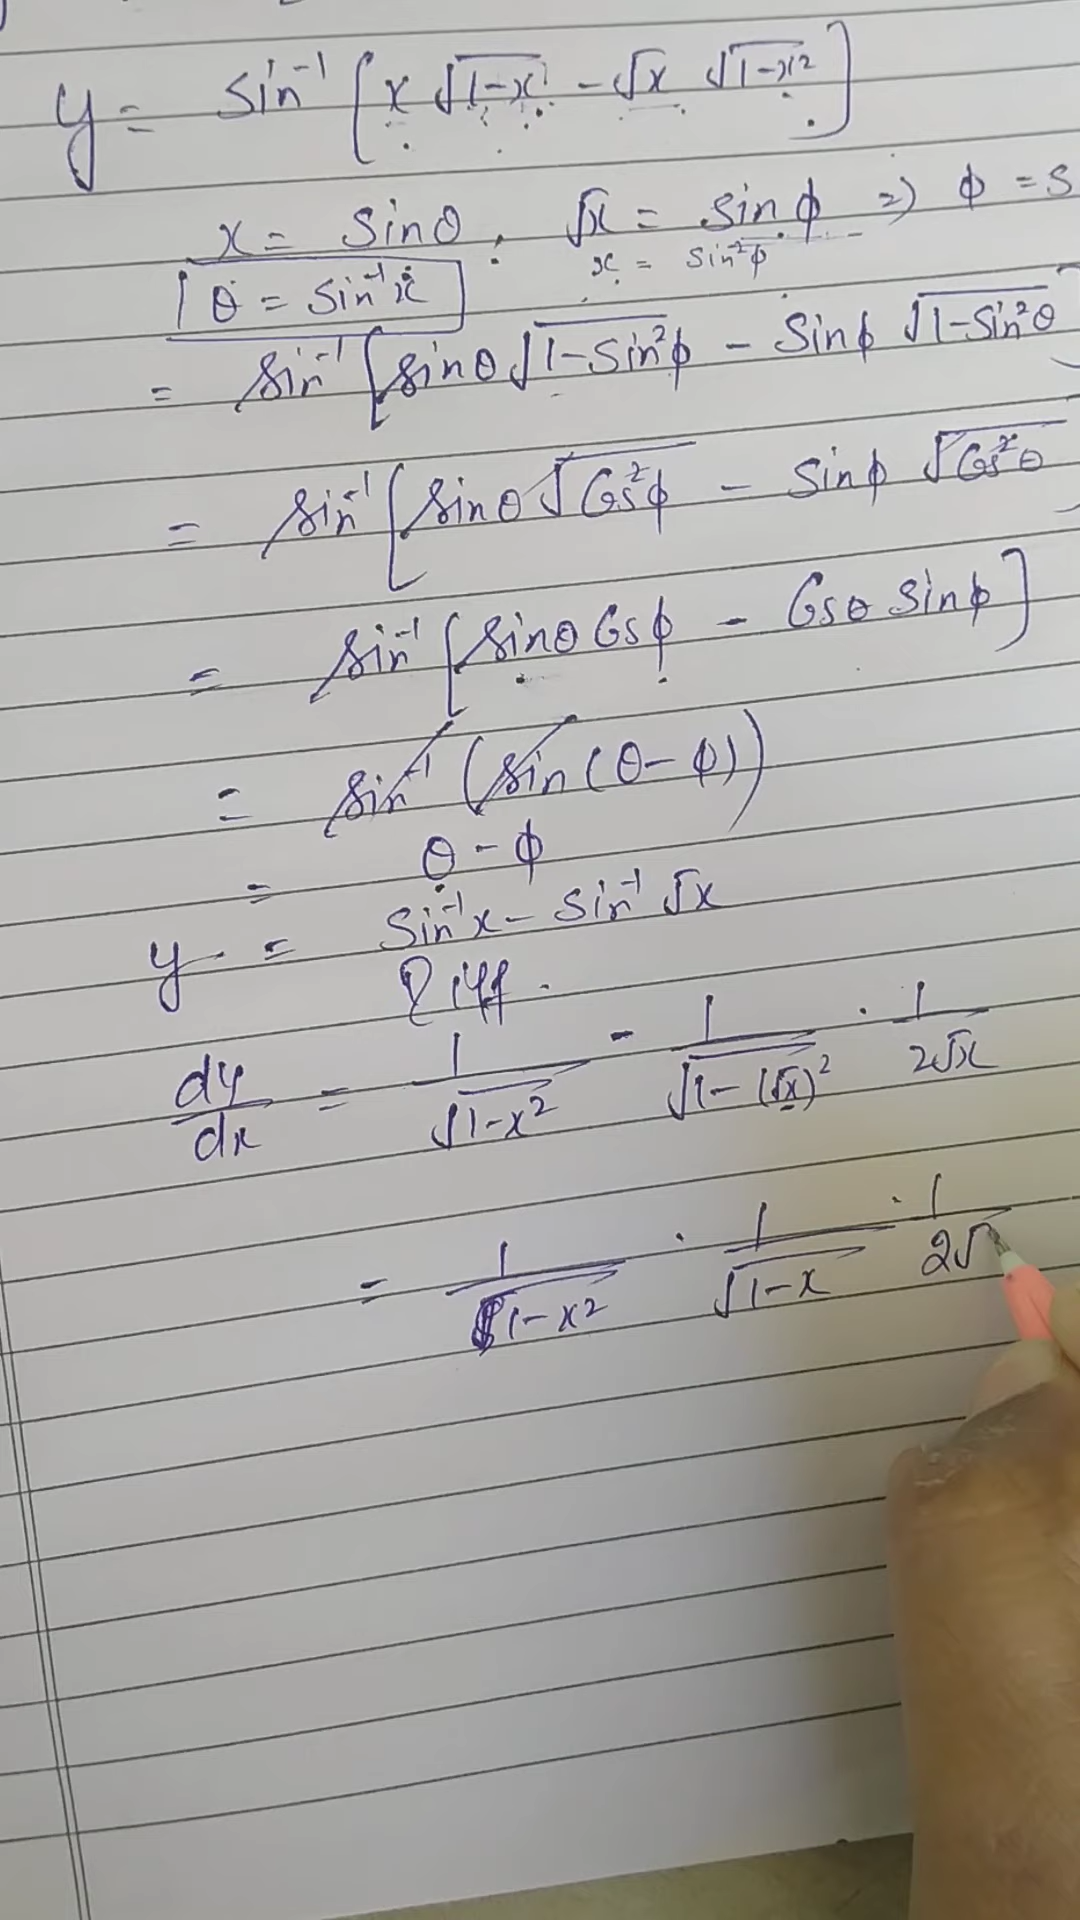 y = sin⁻¹ [x √1-x - √x √1-x²]
x = sinθ, √x = sinϕ => ϕ = s
θ = sin⁻¹x x = sin²ϕ
= sin⁻¹ [sinθ √1-sin²ϕ - sinϕ √1-sin²θ]
= sin⁻¹ [sinθ √cos²ϕ - sinϕ √cos²θ
= sin⁻¹ [sinθ cosϕ - cosθ sinϕ]
= sin⁻¹ (sin(θ-ϕ))
= θ - ϕ
y = sin⁻¹x - sin⁻¹√x
Diff.
dy/dx = 1/√1-x² - 1/√1-(√x)² · 1/2√x
= 1/√1-x² · 1/√1-x · 1/2√